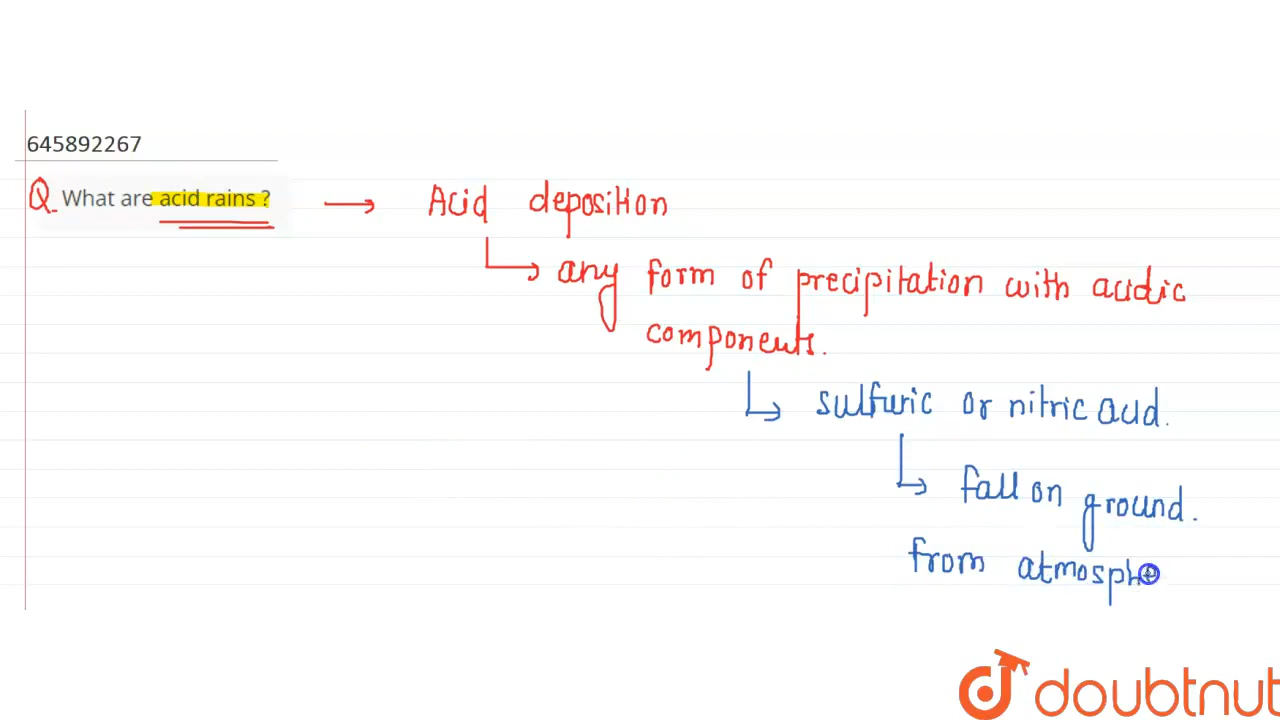 645892267
Q. What are acid rains ? → Acid deposition
↳ any form of precipitation with acidic
components.
↳ sulfuric or nitric acid.
↳ fall on ground.
from atmosphe
doubtnut